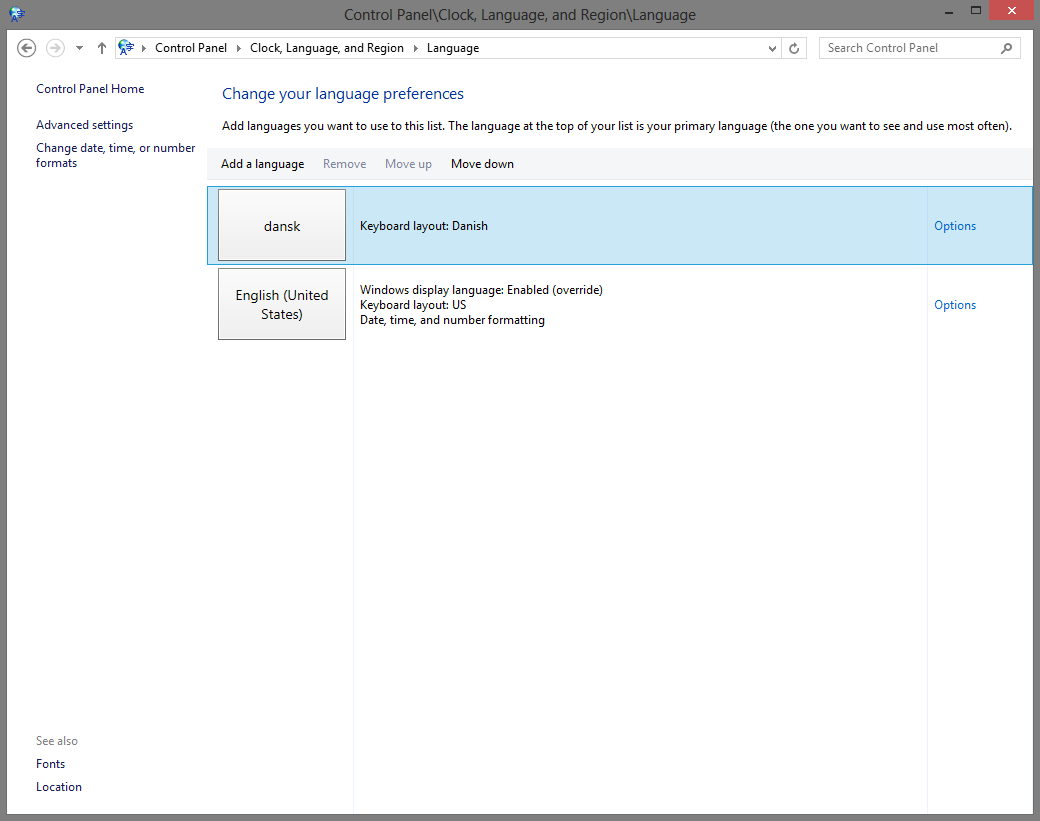 Control Panel\Clock, Language, and Region\Language
Control Panel Clock, Language, and Region Language
Search Control Panel
Control Panel Home
Advanced settings
Change date, time, or number
formats
Change your language preferences
Add languages you want to use to this list. The language at the top of your list is your primary language (the one you want to see and use most often).
Add a language Remove Move up Move down
dansk
Keyboard layout: Danish
Options
English (United
States)
Windows display language: Enabled (override)
Keyboard layout: US
Date, time, and number formatting
Options
See also
Fonts
Location